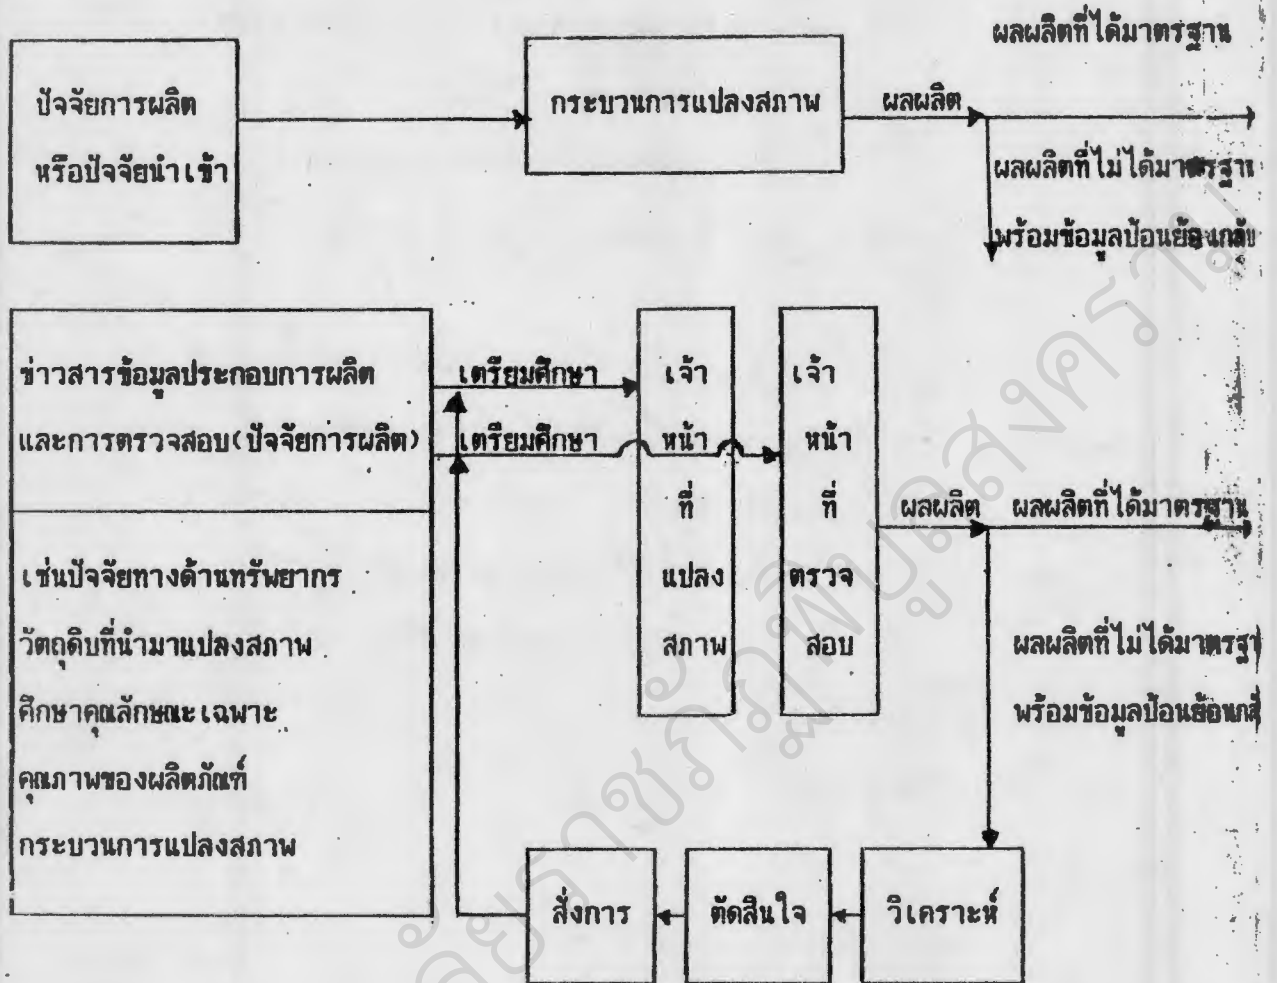 ผลผลิตที่ได้มาตรฐาน
ปัจจัยการผลิต
หรือปัจจัยนำเข้า
กระบวนการแปลงสภาพ
ผลผลิต
ผลผลิตที่ไม่ได้มาตรฐาน
พร้อมข้อมูลป้อนย้อนกลับ
ข่าวสารข้อมูลประกอบการผลิต
และการตรวจสอบ(ปัจจัยการผลิต)
เช่นปัจจัยทางด้านทรัพยากร
วัตถุดิบที่นำมาแปลงสภาพ
ศึกษาคุณลักษณะเฉพาะ
คุณภาพของผลิตภัณฑ์
กระบวนการแปลงสภาพ
เตรียมศึกษา
เตรียมศึกษา
เจ้า
หน้า
ที่
แปลง
สภาพ
เจ้า
หน้า
ที่
ตรวจ
สอบ
ผลผลิต
ผลผลิตที่ได้มาตรฐาน
ผลผลิตที่ไม่ได้มาตรฐา
พร้อมข้อมูลป้อนย้อนกลั
สั่งการ
ตัดสินใจ
วิเคราะห์
ลัยราชภัฏพิบูลสงคราม